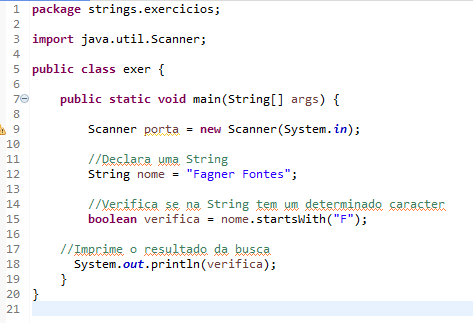 1 package strings.exercicios;
2
3 import java.util.Scanner;
4
5 public class exer {
6
7 public static void main(String[] args) {
8
9 Scanner porta = new Scanner(System.in);
10
11 //Declara uma String
12 String nome = "Fagner Fontes";
13
14 //Verifica se na String tem um determinado caracter
15 boolean verifica = nome.startsWith("F");
16
17 //Imprime o resultado da busca
18 System.out.println(verifica);
19 }
20 }
21